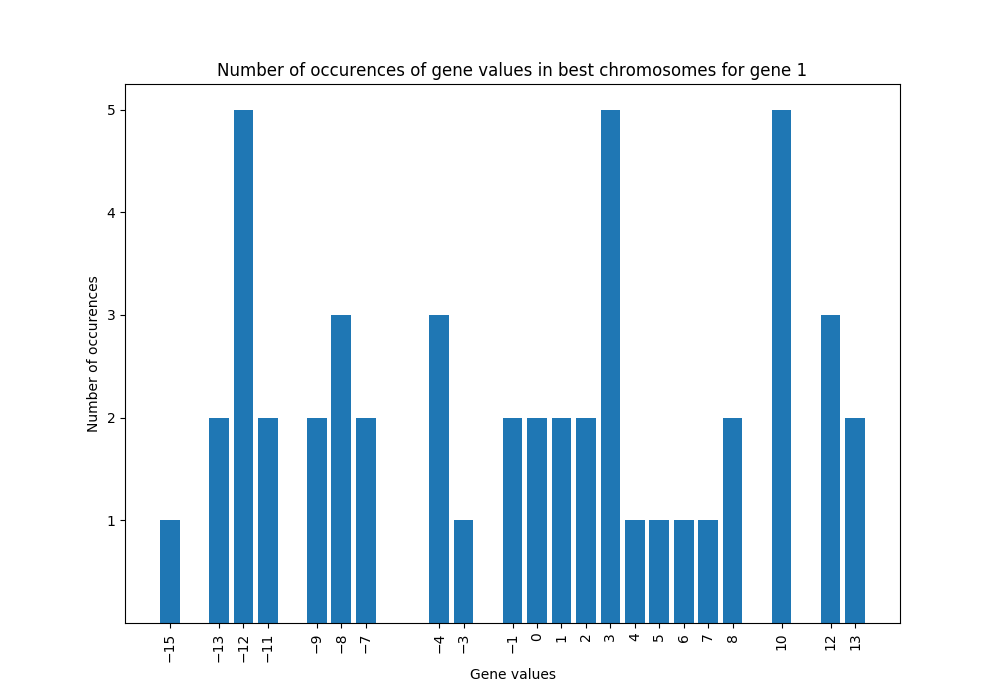 Number of occurences of gene values in best chromosomes for gene 1
5
4
3
2
1
Number of occurences
−15 −13 −12 −11 −9 −8 −7 −4 −3 −1 0 1 2 3 4 5 6 7 8 10 12 13
Gene values